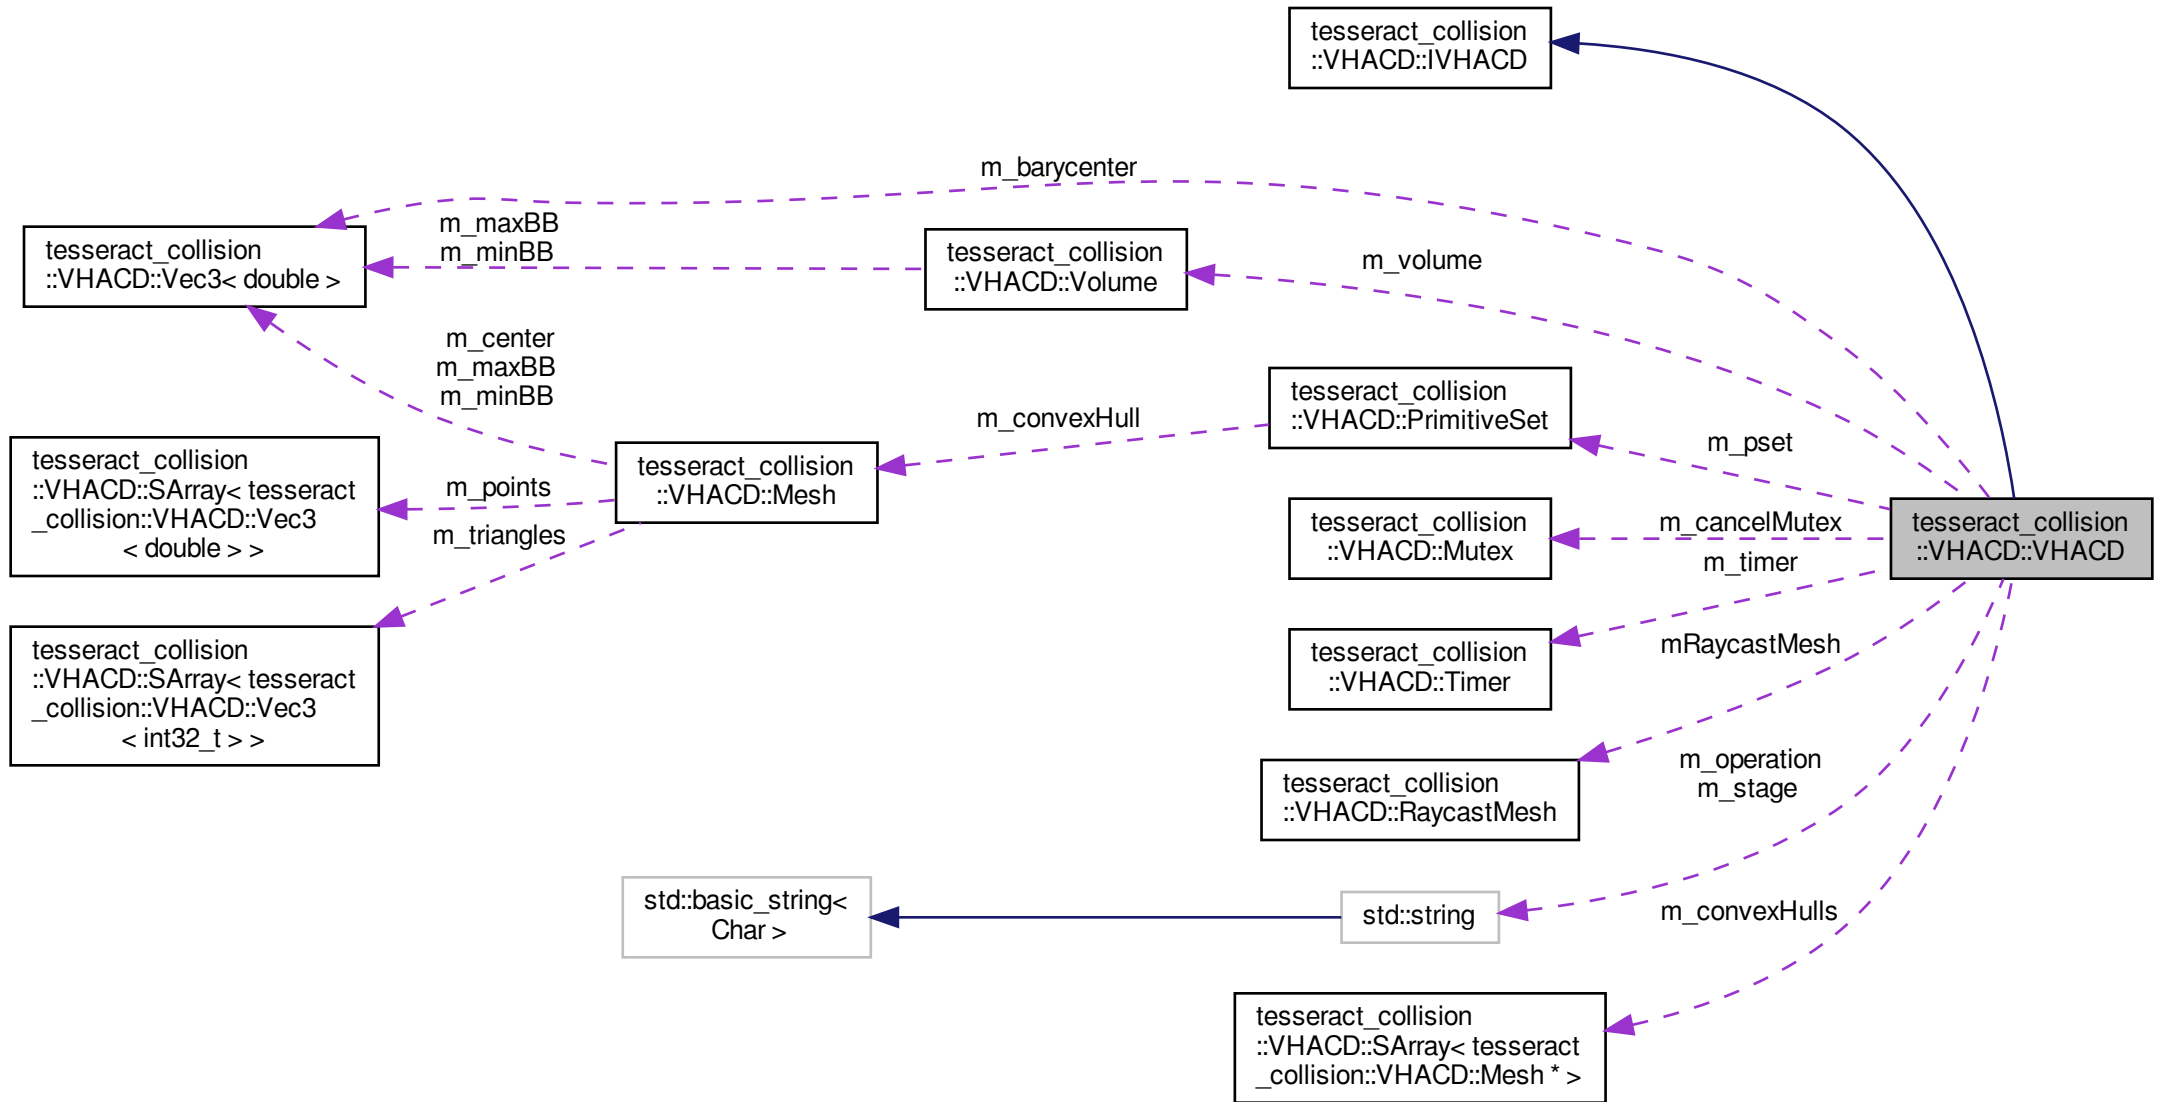 tesseract_collision
::VHACD::IVHACD
m_barycenter
tesseract_collision
::VHACD::Vec3< double >
m_maxBB
m_minBB
tesseract_collision
::VHACD::Volume
m_volume
m_center
m_maxBB
m_minBB
tesseract_collision
::VHACD::PrimitiveSet
m_convexHull
m_pset
tesseract_collision
::VHACD::SArray< tesseract
_collision::VHACD::Vec3
< double > >
m_points
m_triangles
tesseract_collision
::VHACD::Mesh
tesseract_collision
::VHACD::Mutex
m_cancelMutex
m_timer
tesseract_collision
::VHACD::VHACD
tesseract_collision
::VHACD::SArray< tesseract
_collision::VHACD::Vec3
< int32_t > >
tesseract_collision
::VHACD::Timer
mRaycastMesh
tesseract_collision
::VHACD::RaycastMesh
m_operation
m_stage
std::basic_string<
Char >
std::string
m_convexHulls
tesseract_collision
::VHACD::SArray< tesseract
_collision::VHACD::Mesh * >